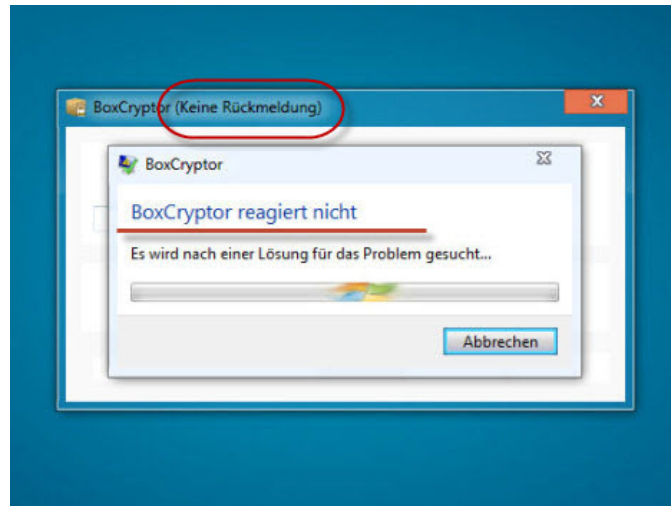 BoxCryptor (Keine Rückmeldung)
BoxCryptor
BoxCryptor reagiert nicht
Es wird nach einer Lösung für das Problem gesucht...
Abbrechen